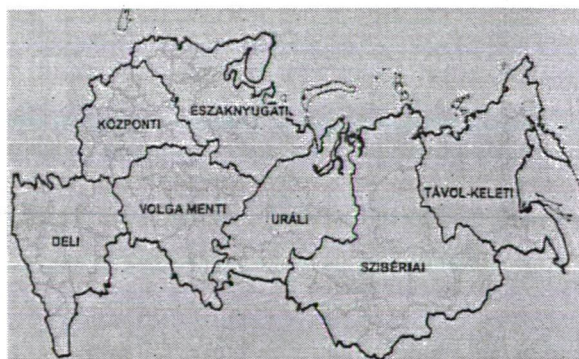 ÉSZAKNYUGATI
KÖZPONTI
VOLGA MENTI
URÁLI
TÁVOL-KELETI
DÉLI
SZIBÉRIAI